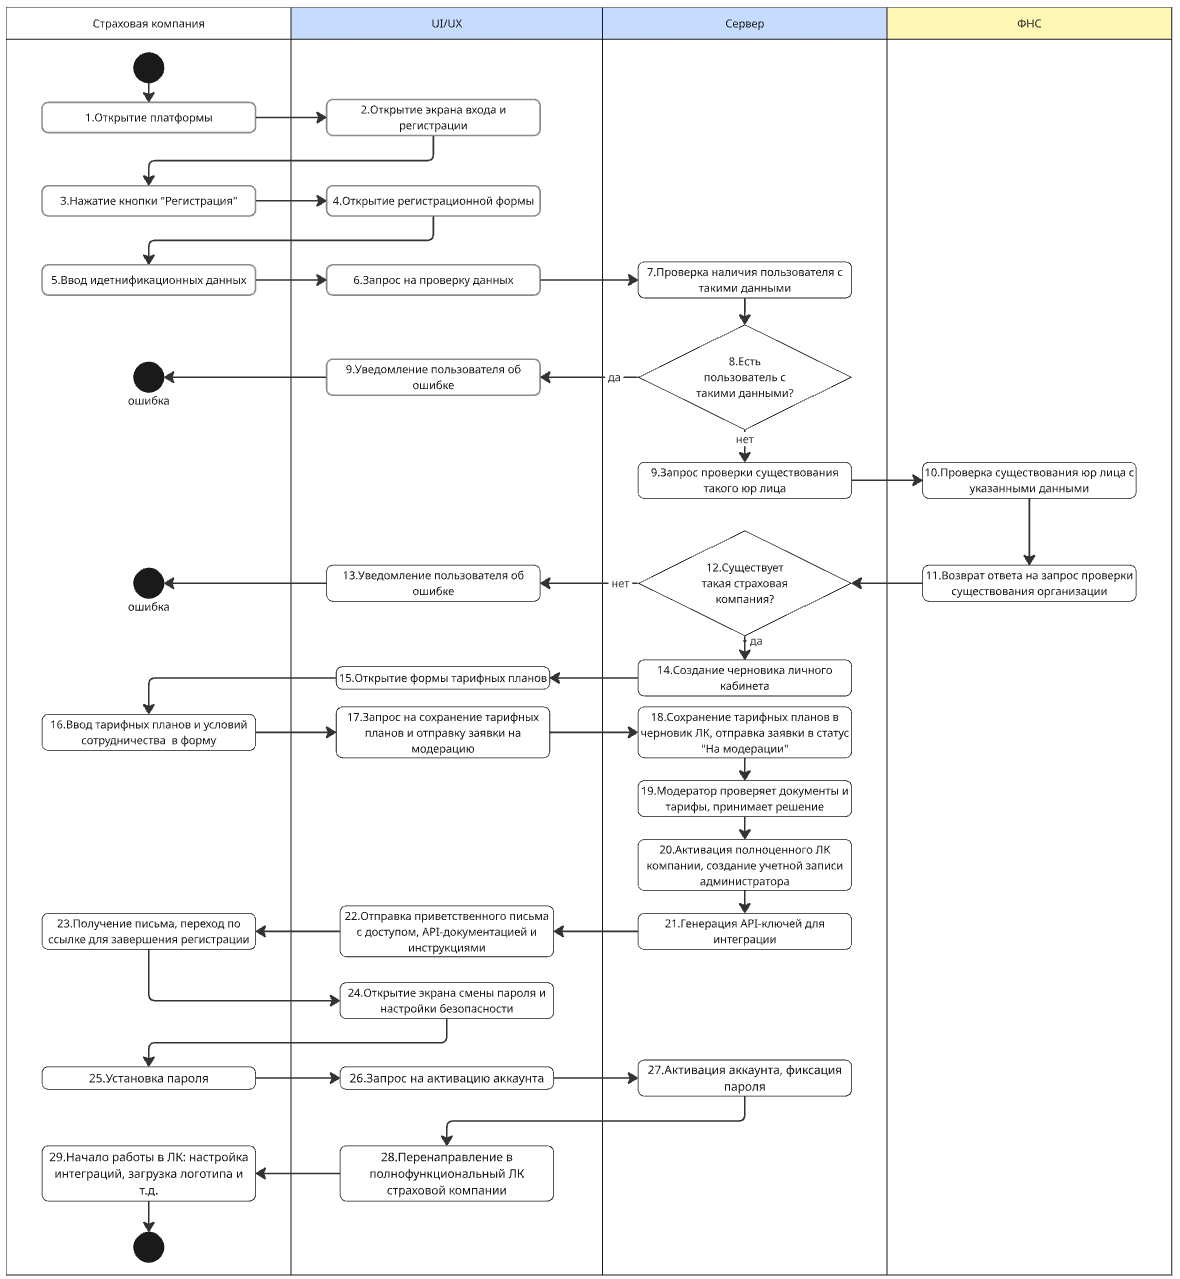 Страховая компания
UI/UX
Сервер
ФНС
1.Открытие платформы
2.Открытие экрана входа и
регистрации
3.Нажатие кнопки "Регистрация"
4.Открытие регистрационной формы
5.Ввод идетнификационных данных
6.Запрос на проверку данных
7.Проверка наличия пользователя с
такими данными
8.Есть
пользователь с
такими данными?
да
9.Уведомление пользователя об
ошибке
ошибка
нет
9.Запрос проверки существования
такого юр лица
10.Проверка существования юр лица с
указанными данными
11.Возврат ответа на запрос проверки
существования организации
12.Существует
такая страховая
компания?
нет
13.Уведомление пользователя об
ошибке
ошибка
да
14.Создание черновика личного
кабинета
15.Открытие формы тарифных планов
16.Ввод тарифных планов и условий
сотрудничества  в форму
17.Запрос на сохранение тарифных
планов и отправку заявки на
модерацию
18.Сохранение тарифных планов в
черновик ЛК, отправка заявки в статус
"На модерации"
19.Модератор проверяет документы и
тарифы, принимает решение
20.Активация полноценного ЛК
компании, создание учетной записи
администратора
21.Генерация API-ключей для
интеграции
22.Отправка приветственного письма
с доступом, API-документацией и
инструкциями
23.Получение письма, переход по
ссылке для завершения регистрации
24.Открытие экрана смены пароля и
настройки безопасности
25.Установка пароля
26.Запрос на активацию аккаунта
27.Активация аккаунта, фиксация
пароля
28.Перенаправление в
полнофункциональный ЛК
страховой компании
29.Начало работы в ЛК: настройка
интеграций, загрузка логотипа и
т.д.